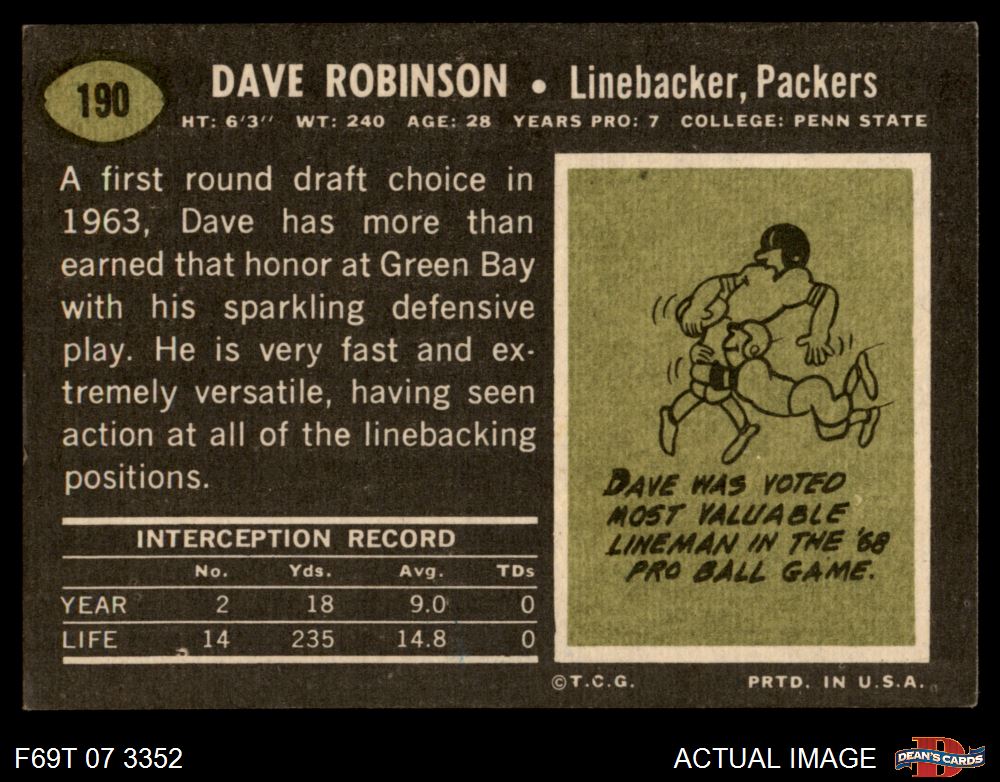 190
DAVE ROBINSON • Linebacker, Packers
HT: 6'3'' WT: 240 AGE: 28 YEARS PRO: 7 COLLEGE: PENN STATE
A first round draft choice in
1963, Dave has more than
earned that honor at Green Bay
with his sparkling defensive
play. He is very fast and ex-
tremely versatile, having seen
action at all of the linebacking
positions.
INTERCEPTION RECORD
No. Yds. Avg. TDs
YEAR 2 18 9.0 0
LIFE 14 235 14.8 0
DAVE WAS VOTED
MOST VALUABLE
LINEMAN IN THE '68
PRO BALL GAME.
©T.C.G. PRTD. IN U.S.A.
F69T 07 3352
ACTUAL IMAGE
D
DEAN'S CARDS